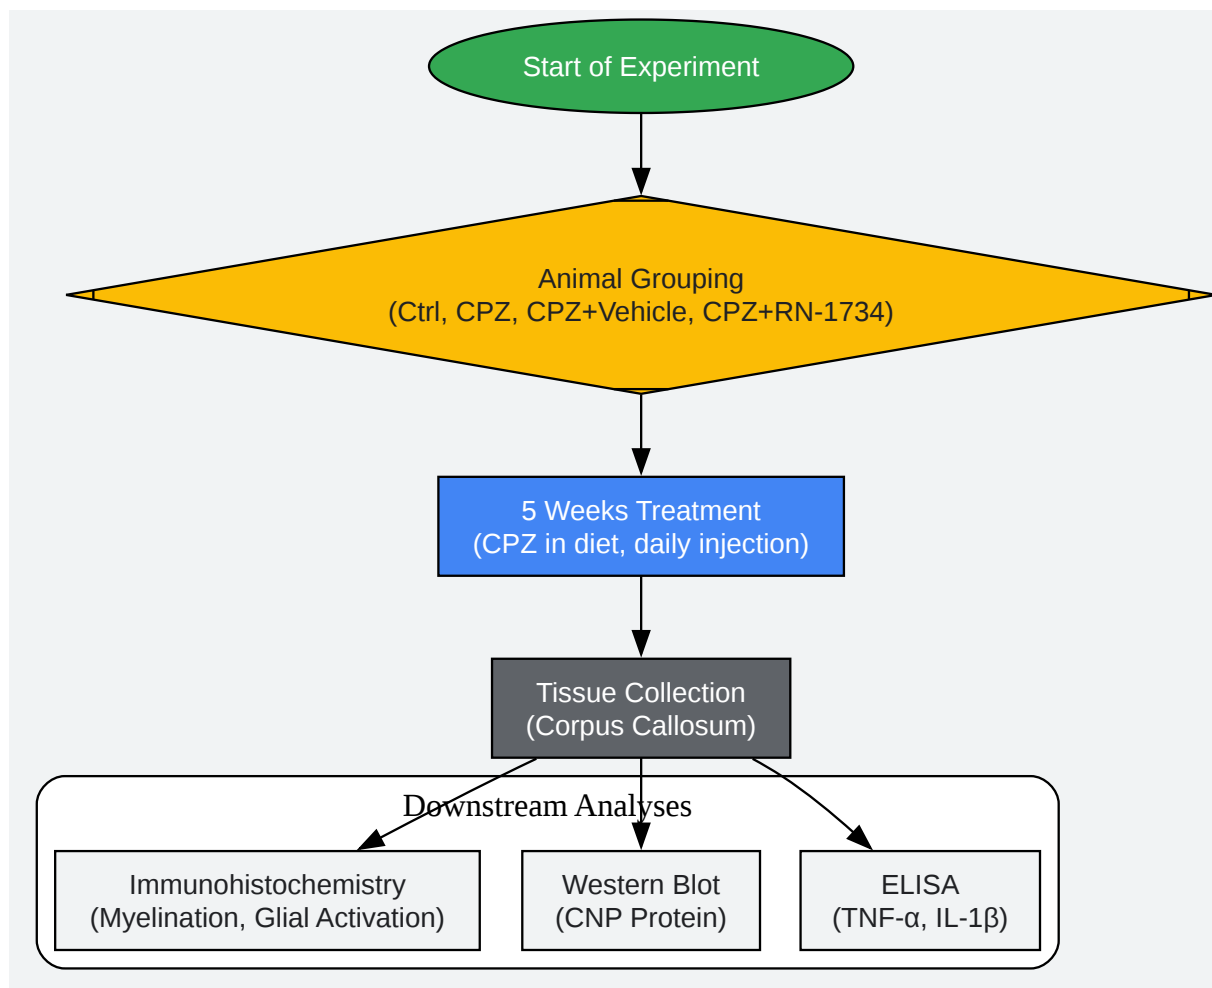 Start of Experiment
Animal Grouping
(Ctrl, CPZ, CPZ+Vehicle, CPZ+RN-1734)
5 Weeks Treatment
(CPZ in diet, daily injection)
Tissue Collection
(Corpus Callosum)
Downstream Analyses
Immunohistochemistry
(Myelination, Glial Activation)
Western Blot
(CNP Protein)
ELISA
(TNF-α, IL-1β)